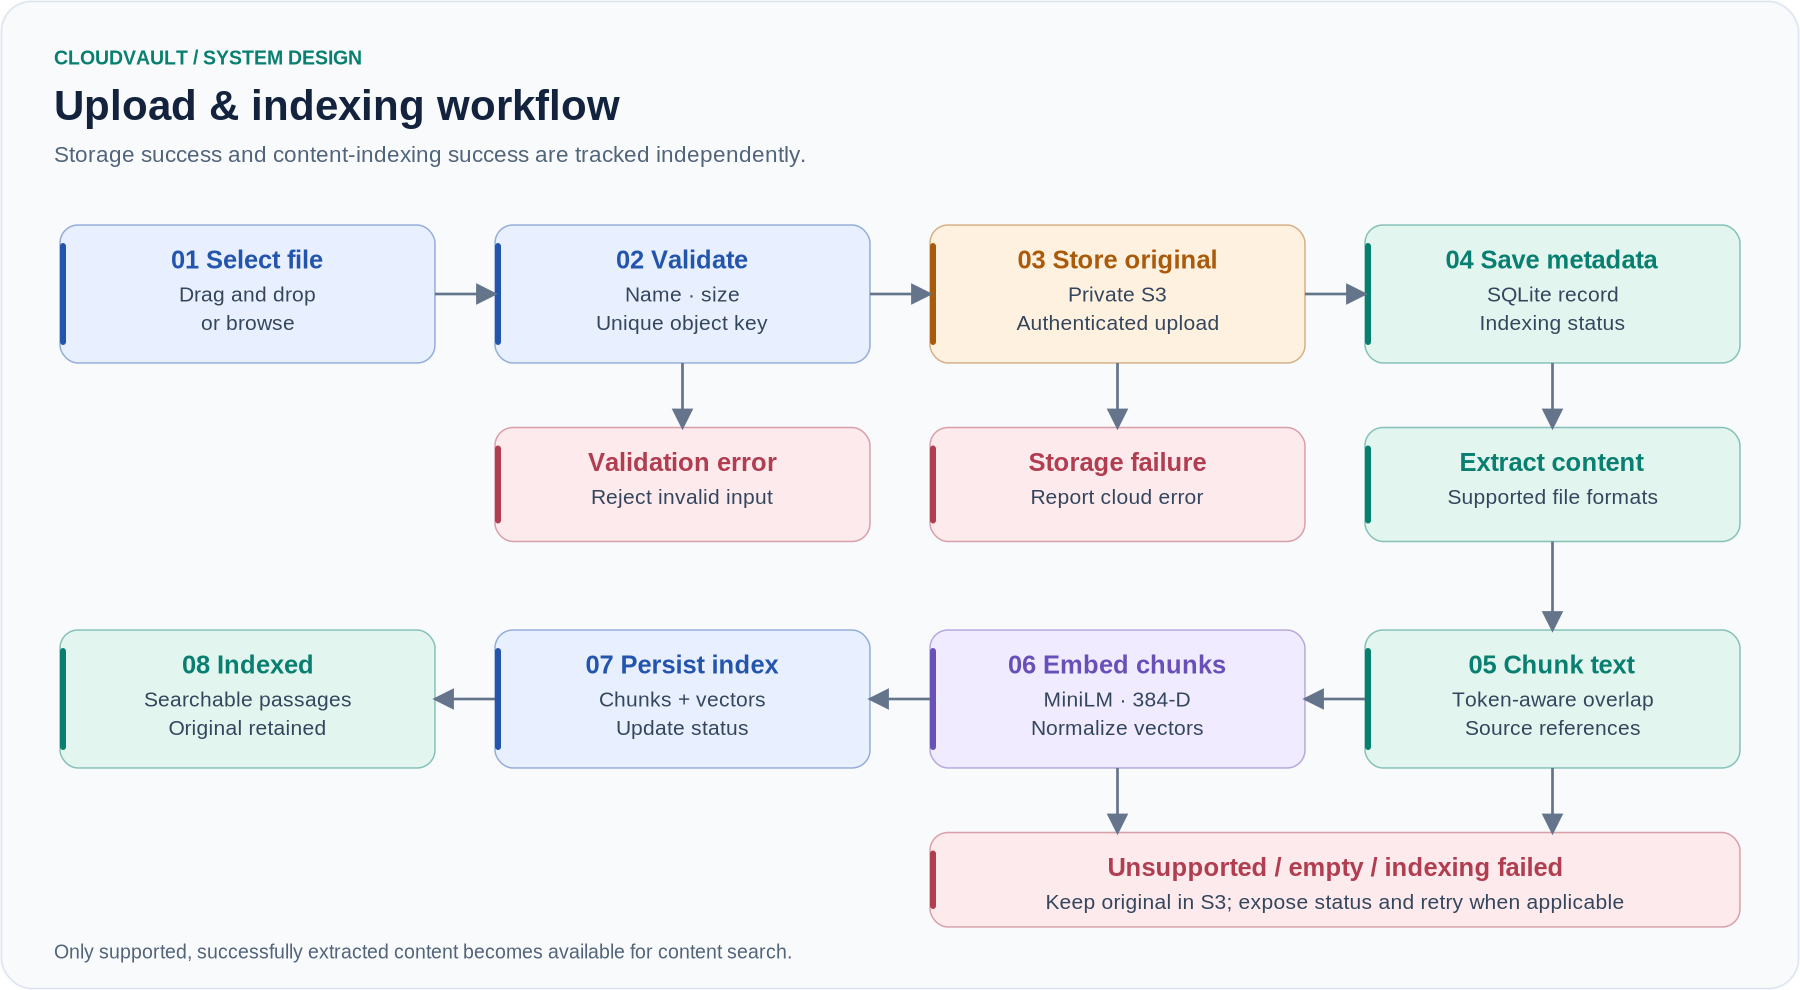 CLOUDVAULT / SYSTEM DESIGN
Upload & indexing workflow
Storage success and content-indexing success are tracked independently.
01 Select file
Drag and drop
or browse
02 Validate
Name · size
Unique object key
03 Store original
Private S3
Authenticated upload
04 Save metadata
SQLite record
Indexing status
Validation error
Reject invalid input
Storage failure
Report cloud error
Extract content
Supported file formats
08 Indexed
Searchable passages
Original retained
07 Persist index
Chunks + vectors
Update status
06 Embed chunks
MiniLM · 384-D
Normalize vectors
05 Chunk text
Token-aware overlap
Source references
Unsupported / empty / indexing failed
Keep original in S3; expose status and retry when applicable
Only supported, successfully extracted content becomes available for content search.